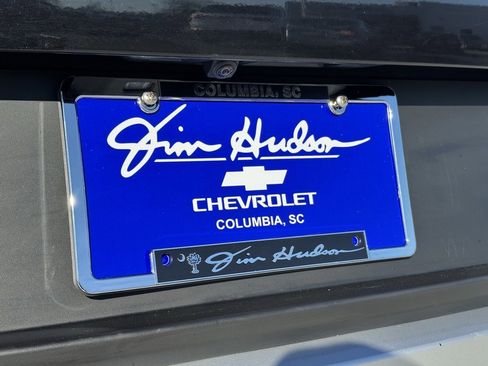 COLUMBIA, SC
Jim Hudson
CHEVROLET
COLUMBIA, SC
Jim Hudson